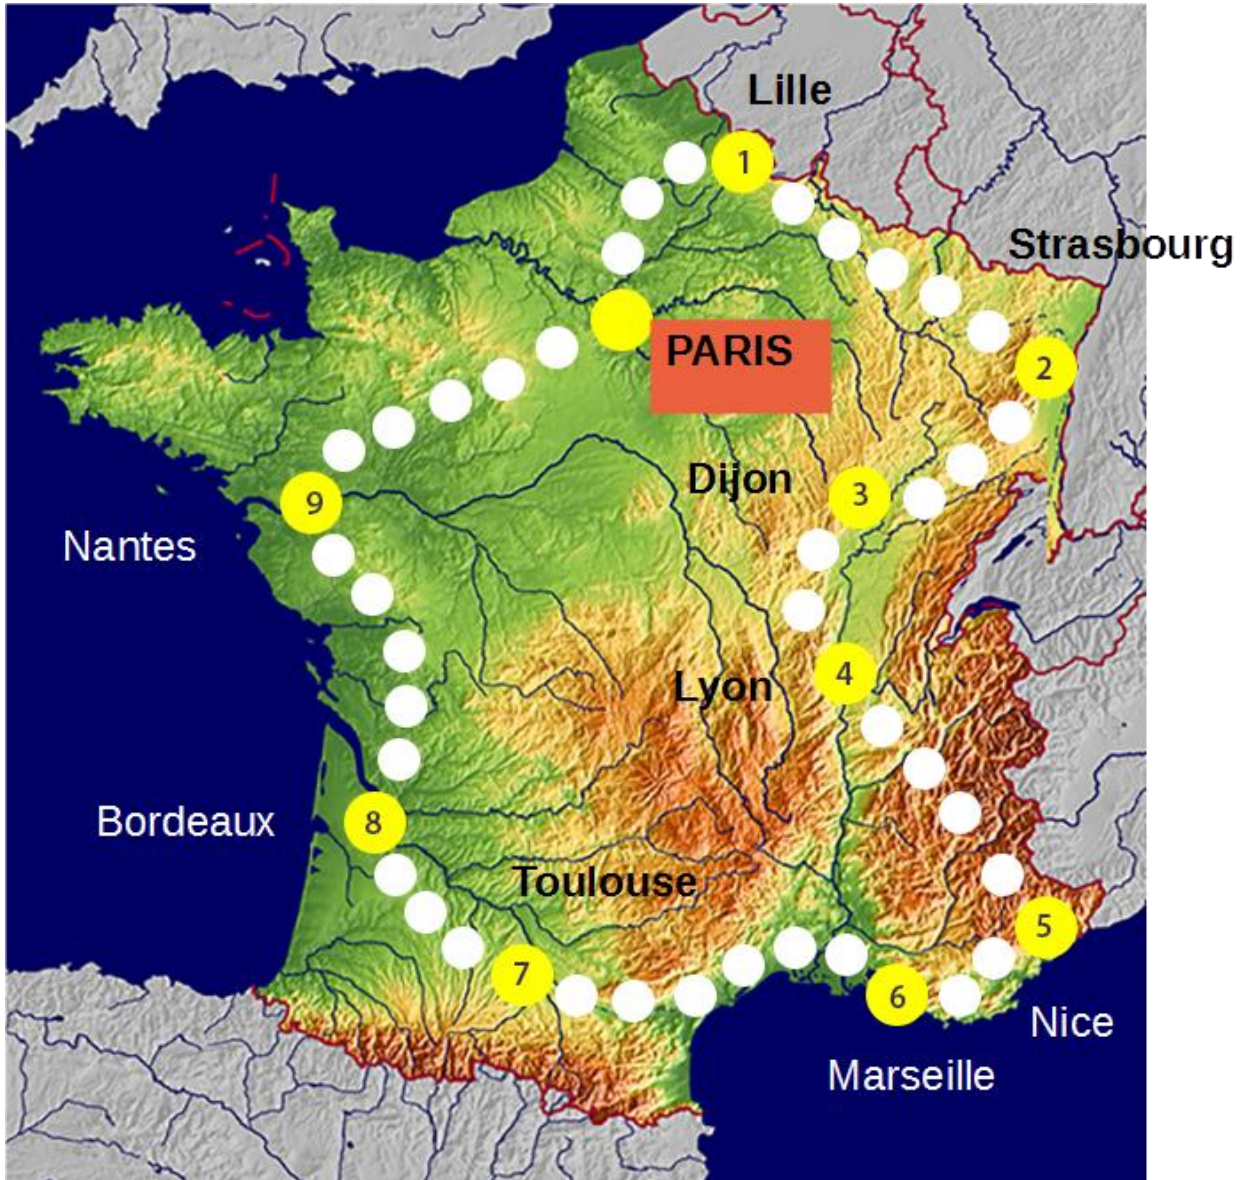 Lille
1
Strasbourg
PARIS
2
Dijon
3
9
Nantes
Lyon
4
Bordeaux
8
Toulouse
5
7
6
Nice
Marseille